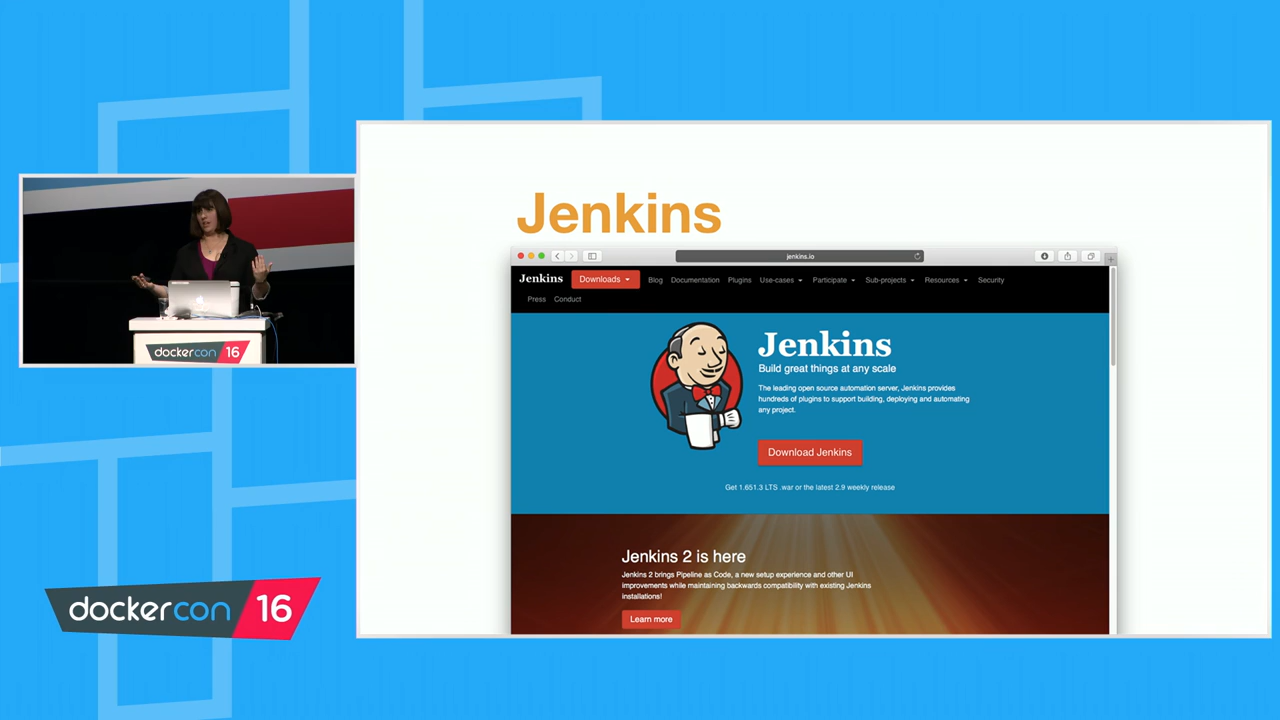 Jenkins
jenkins.io
Jenkins Downloads Blog Documentation Plugins Use-cases Participate Sub-projects Resources Security
Press Conduct
Jenkins
Build great things at any scale
The leading open source automation server, Jenkins provides
hundreds of plugins to support building, deploying and automating
any project.
Download Jenkins
Get 1.651.3 LTS .war or the latest 2.9 weekly release
Jenkins 2 is here
Jenkins 2 brings Pipeline as Code, a new setup experience and other UI
improvements while maintaining backwards compatibility with existing Jenkins
installations!
Learn more
dockercon 16
dockercon 16